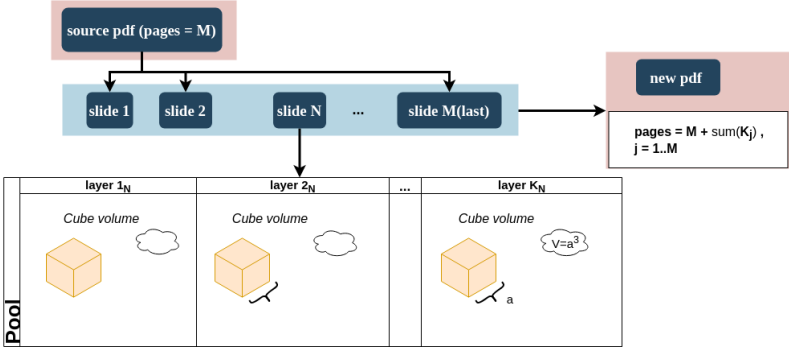 source pdf (pages = M)
slide 1
slide 2
slide N
...
slide M(last)
new pdf
pages = M + sum(Kj) ,
j = 1..M
Pool
layer 1N
layer 2N
...
layer KN
Cube volume
Cube volume
Cube volume
V=a³
a